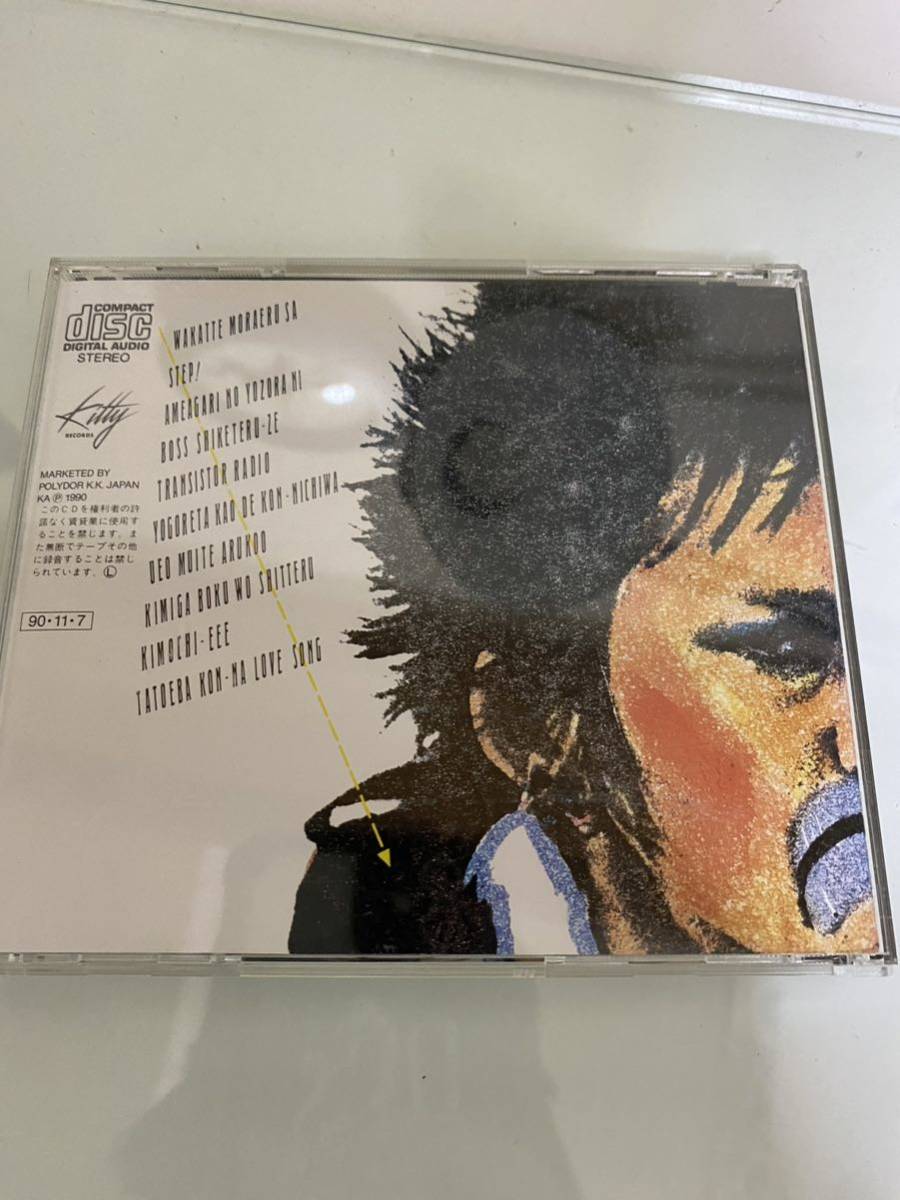 COMPACT
disc
DIGITAL AUDIO
STEREO
Kitty
RECORDS
MARKETED BY
POLYDOR K.K. JAPAN
KA Ⓟ 1990
このCDを権利者の許
諾なく賃貸業に使用す
ることを禁じます。ま
た無断でテープその他
に録音することは禁じ
られています。Ⓛ
90・11・7
WAKATTE MORAERU SA
STEP!
AMEAGARI NO YOZORA NI
BOSS SHIKETERU-ZE
TRANSISTOR RADIO
YOGORETA KAO DE KON-NICHIWA
UEO MUITE ARUKOO
KIMIGA BOKU WO SHITTERU
KIMOCHI-EEE
TATOEBA KON-NA LOVE SONG